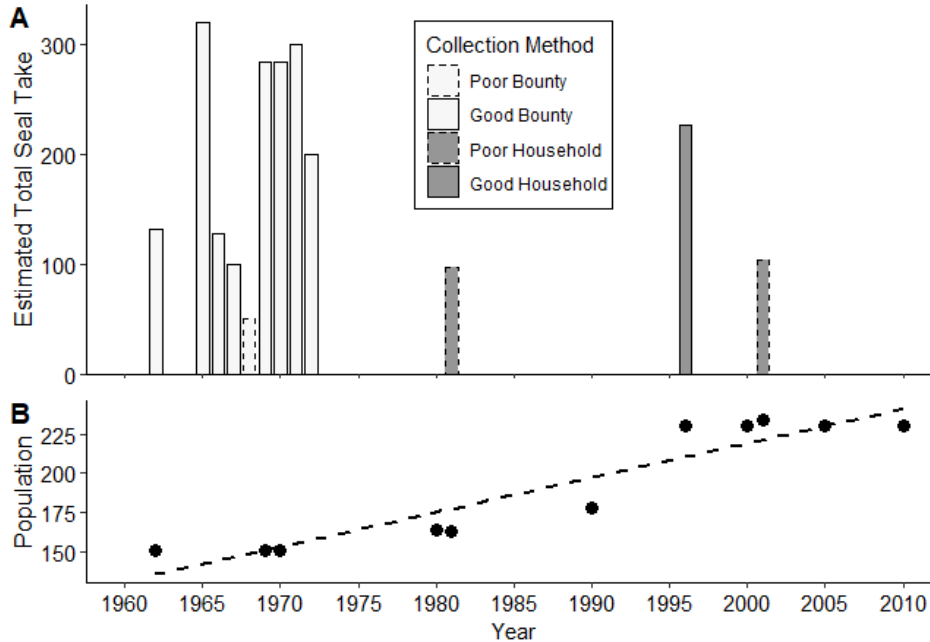 A
Estimated Total Seal Take
300
200
100
0
Collection Method
Poor Bounty
Good Bounty
Poor Household
Good Household
B
Population
225
200
175
150
1960 1965 1970 1975 1980 1985 1990 1995 2000 2005 2010
Year